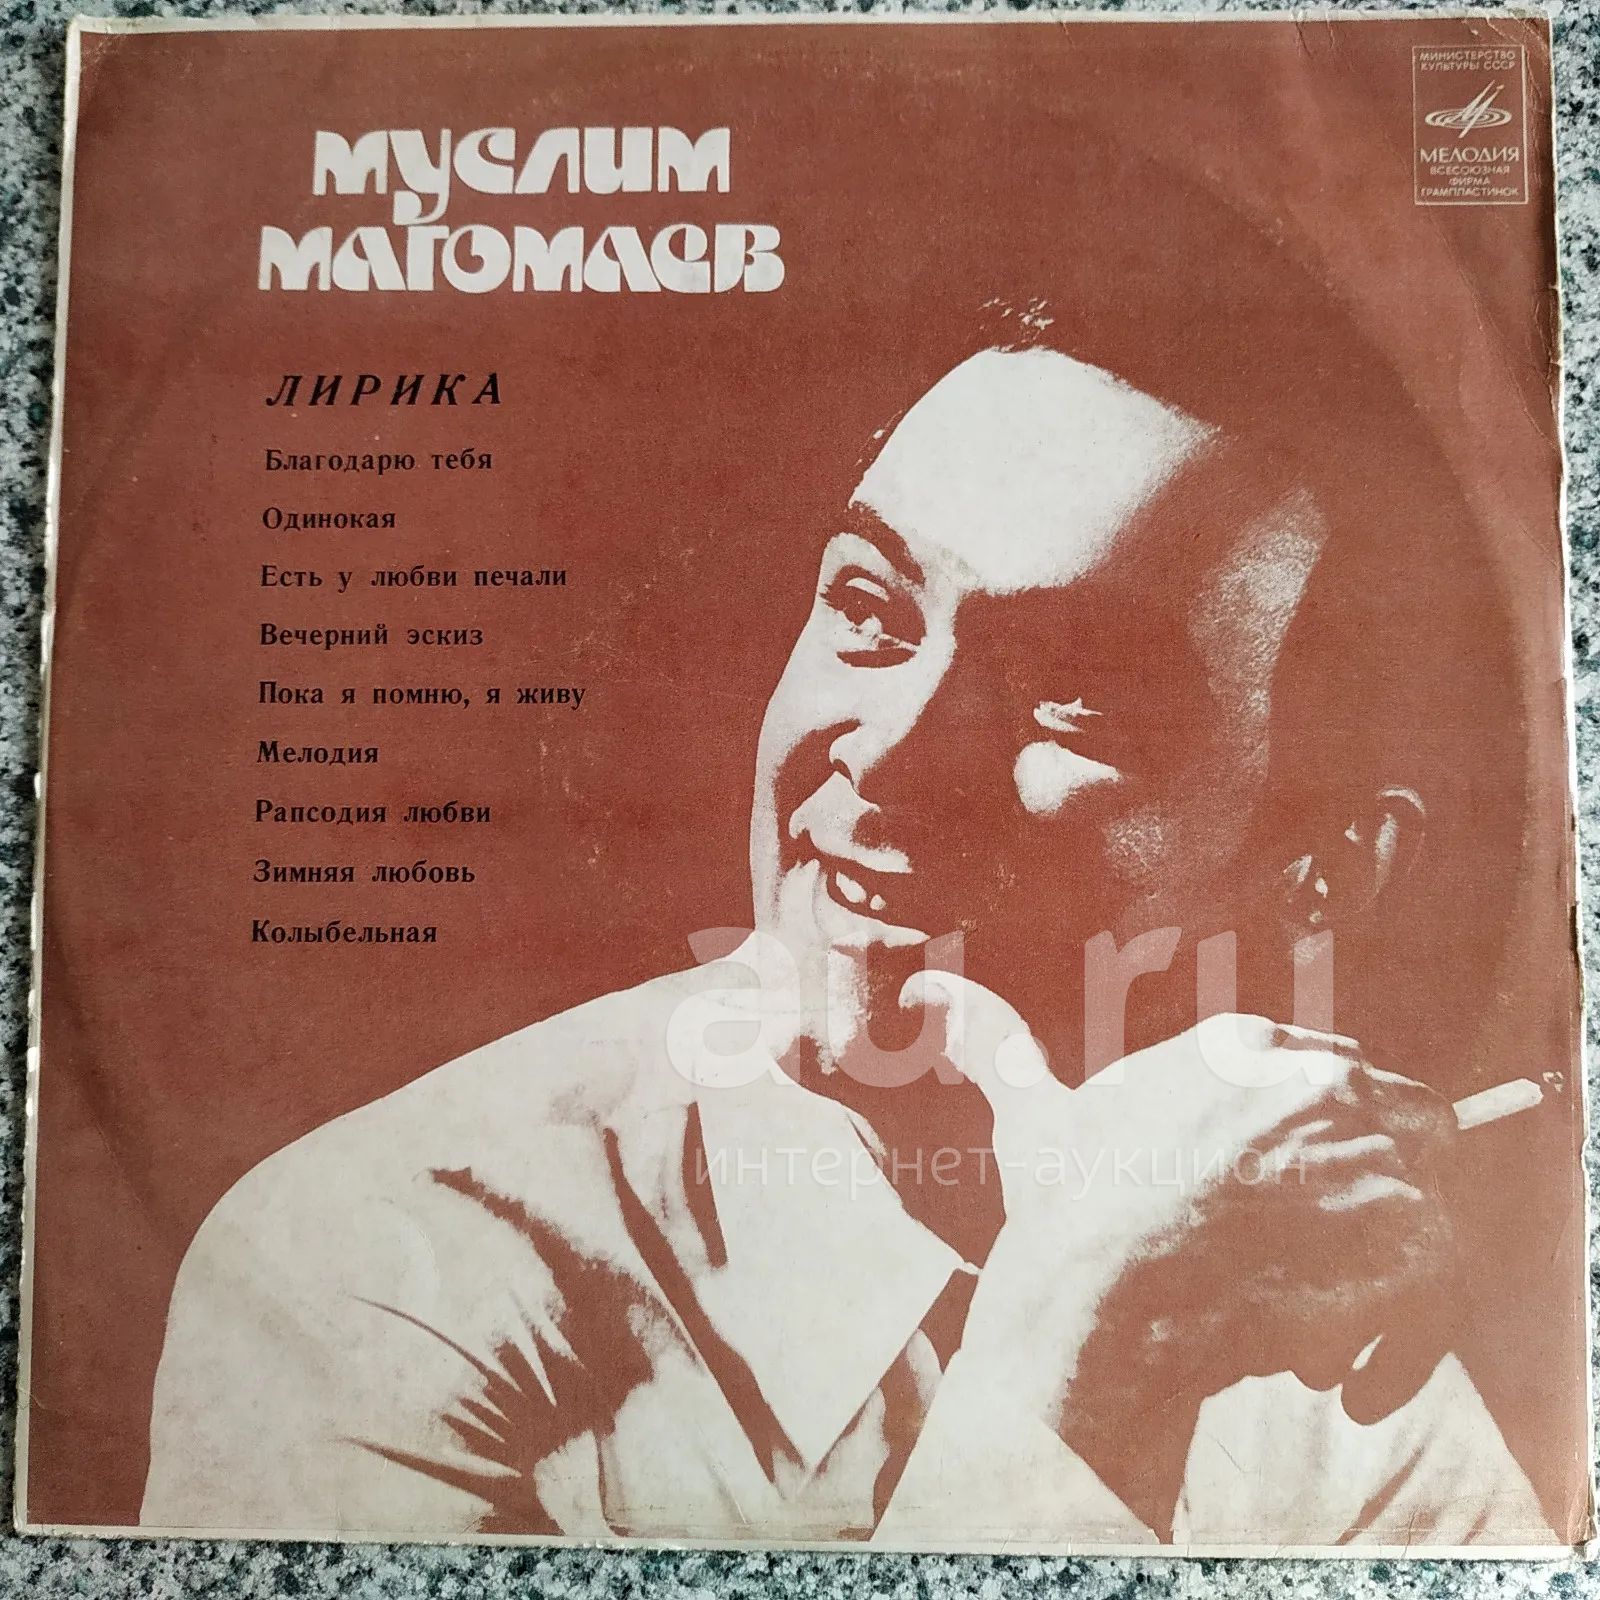 МИНИСТЕРСТВО
КУЛЬТУРЫ СССР
МЕЛОДИЯ
ВСЕСОЮЗНАЯ
ФИРМА
ГРАМПЛАСТИНОК
МУСЛИМ
МАГОМАЕВ
ЛИРИКА
Благодарю тебя
Одинокая
Есть у любви печали
Вечерний эскиз
Пока я помню, я живу
Мелодия
Рапсодия любви
Зимняя любовь
Колыбельная
au.ru
интернет-аукцион